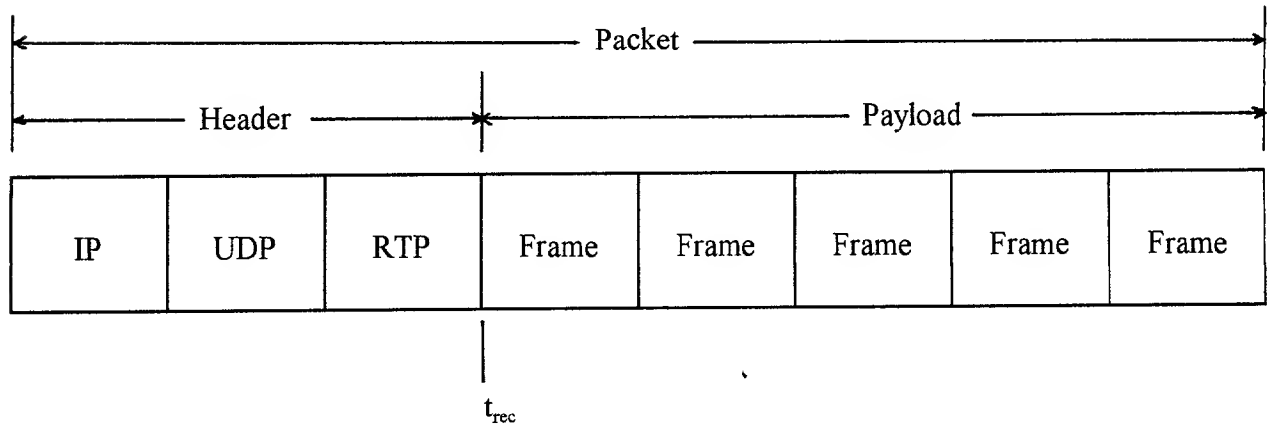 Packet
Header Payload
IP UDP RTP Frame Frame Frame Frame Frame
t_rec